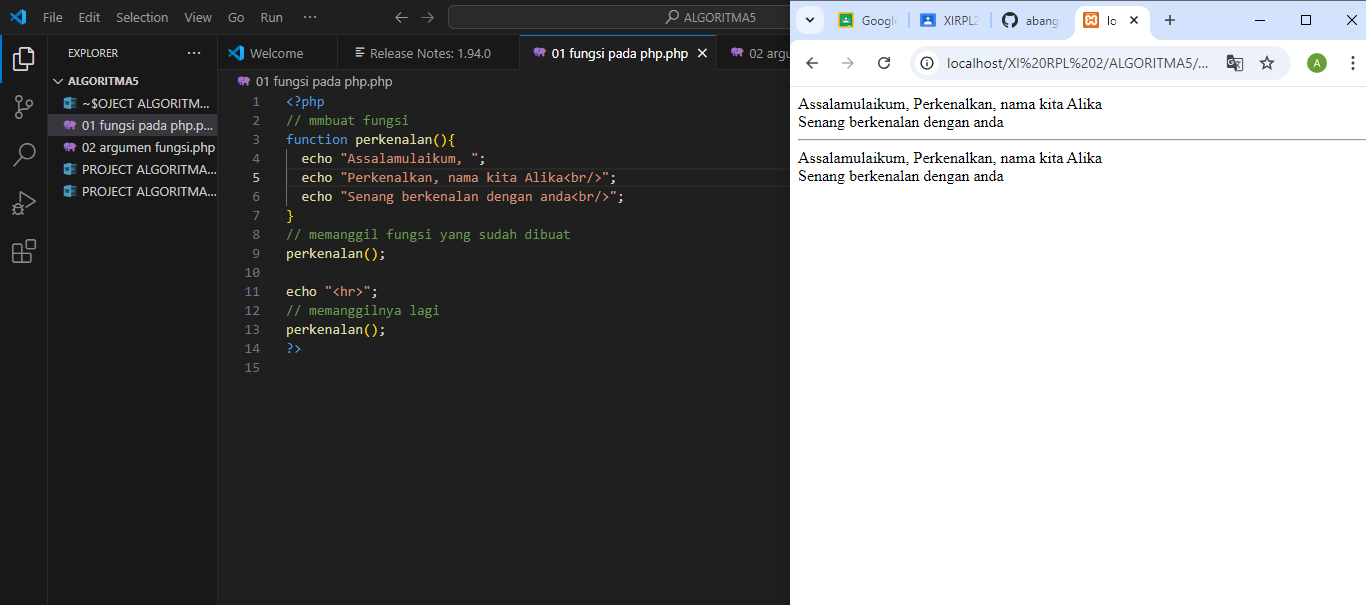 File Edit Selection View Go Run ··· ALGORITMA5
EXPLORER ···
ALGORITMA5
~$OJECT ALGORITM...
01 fungsi pada php.p...
02 argumen fungsi.php
PROJECT ALGORITMA...
PROJECT ALGORITMA...
Welcome Release Notes: 1.94.0 01 fungsi pada php.php 02 argu
01 fungsi pada php.php
1 <?php
2 // mmbuat fungsi
3 function perkenalan(){
4 echo "Assalamulaikum, ";
5 echo "Perkenalkan, nama kita Alika<br/>";
6 echo "Senang berkenalan dengan anda<br/>";
7 }
8 // memanggil fungsi yang sudah dibuat
9 perkenalan();
10
11 echo "<hr>";
12 // memanggilnya lagi
13 perkenalan();
14 ?>
15
Google XIRPL2 abang lo
localhost/XI%20RPL%202/ALGORITMA5/... A
Assalamulaikum, Perkenalkan, nama kita Alika
Senang berkenalan dengan anda
Assalamulaikum, Perkenalkan, nama kita Alika
Senang berkenalan dengan anda